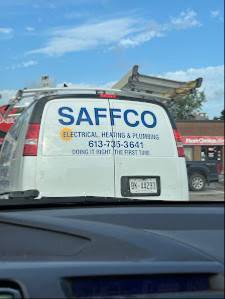 SAFFCO
ELECTRICAL, HEATING & PLUMBING
613-735-3641
DOING IT RIGHT, THE FIRST TIME